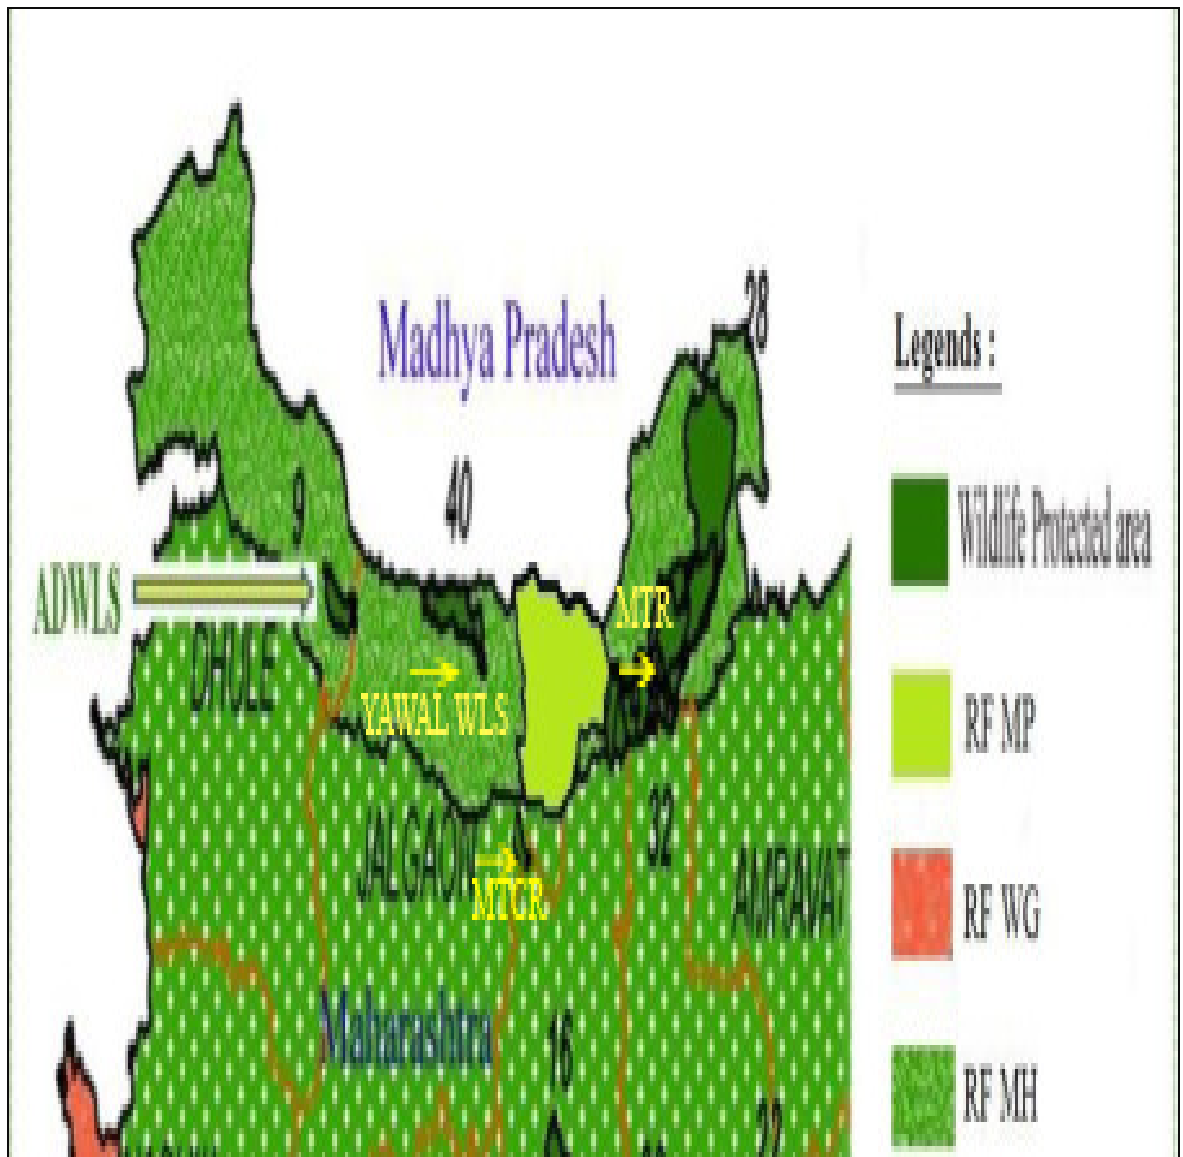 28
Madhya Pradesh
Legends :
9
40
Wildlife Protected area
ADWLS
MTR
DHULE
YAWAL WLS
RF MP
32
JALGAON
MTCR
AMRAVAT
RF WG
Maharashtra
16
RF MH